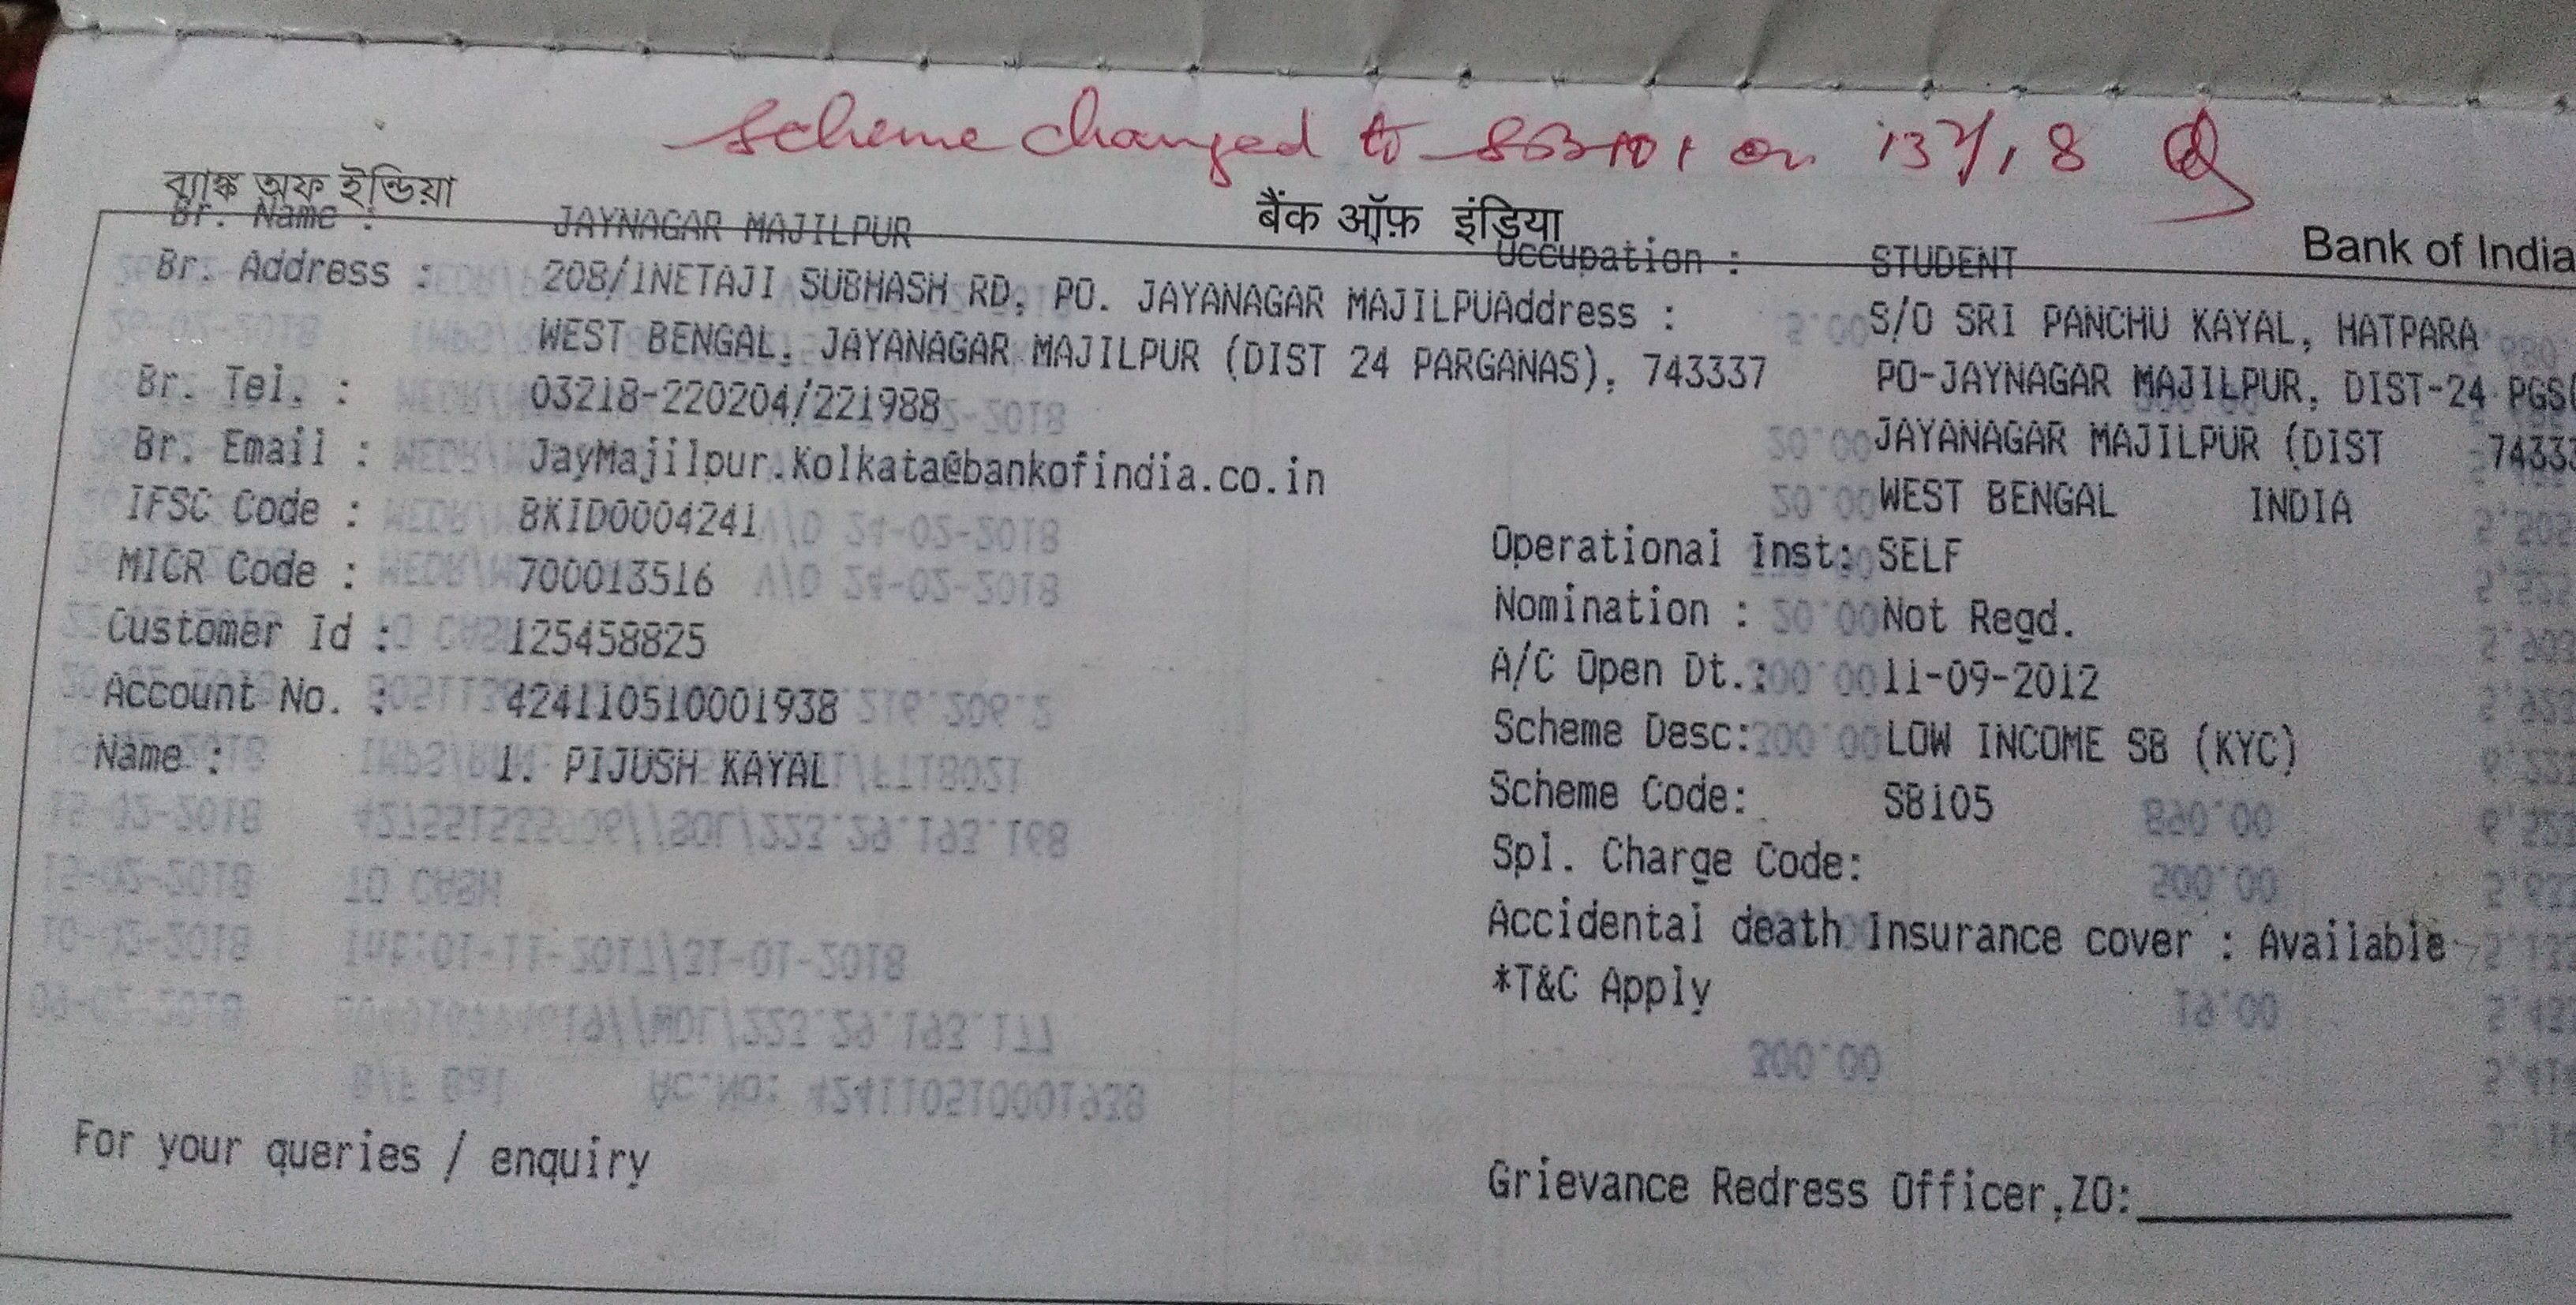 scheme changed to SB101 on
ব্যাঙ্ক অফ ইন্ডিয়া
बैंक ऑफ़ इंडिया
Bank of India
Br. Name : JAYNAGAR MAJILPUR
Br. Address : 208/1NETAJI SUBHASH RD, PO. JAYANAGAR MAJILPU
WEST BENGAL, JAYANAGAR MAJILPUR (DIST 24 PARGANAS), 743337
Br. Tel. : 03218-220204/221988
Br. Email : JayMajilpur.Kolkata@bankofindia.co.in
IFSC Code : BKID0004241
MICR Code : 700013516
Customer Id : 125458825
Account No. : 424110510001938
Name : 1. PIJUSH KAYAL
For your queries / enquiry
Occupation : STUDENT
Address : S/O SRI PANCHU KAYAL, HATPARA
PO-JAYNAGAR MAJILPUR, DIST-24 PGS(
JAYANAGAR MAJILPUR (DIST 74333
WEST BENGAL INDIA
Operational Inst: SELF
Nomination : Not Regd.
A/C Open Dt.: 11-09-2012
Scheme Desc: LOW INCOME SB (KYC)
Scheme Code: SB105
Spl. Charge Code:
Accidental death Insurance cover : Available
*T&C Apply
Grievance Redress Officer,ZO: